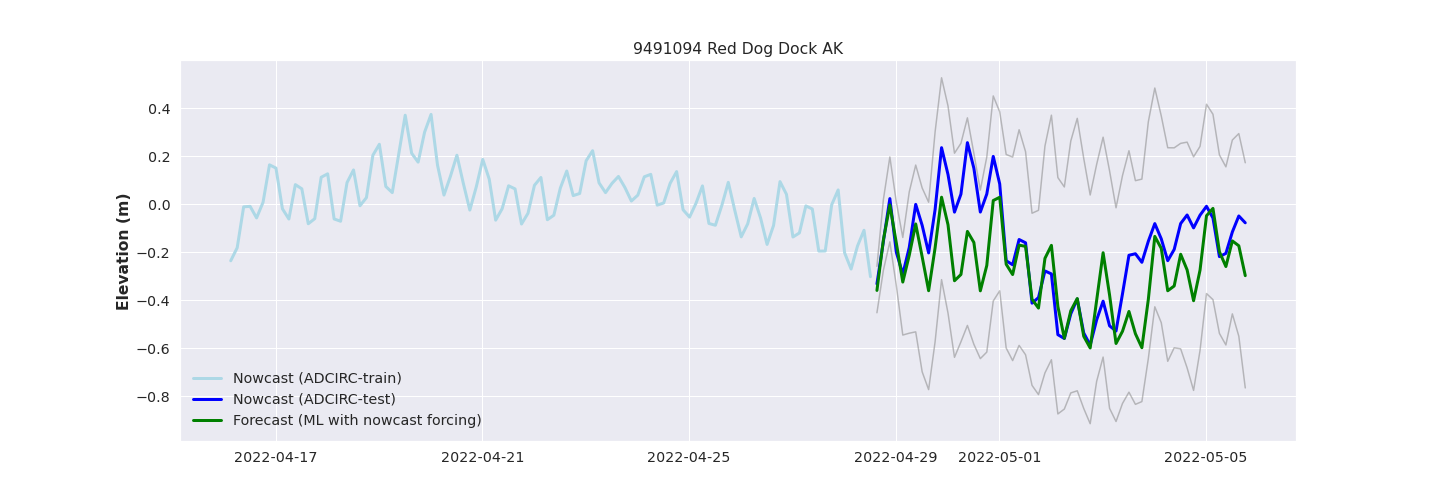 9491094 Red Dog Dock AK
Elevation (m)
0.4
0.2
0.0
−0.2
−0.4
−0.6
−0.8
Nowcast (ADCIRC-train)
Nowcast (ADCIRC-test)
Forecast (ML with nowcast forcing)
2022-04-17
2022-04-21
2022-04-25
2022-04-29
2022-05-01
2022-05-05